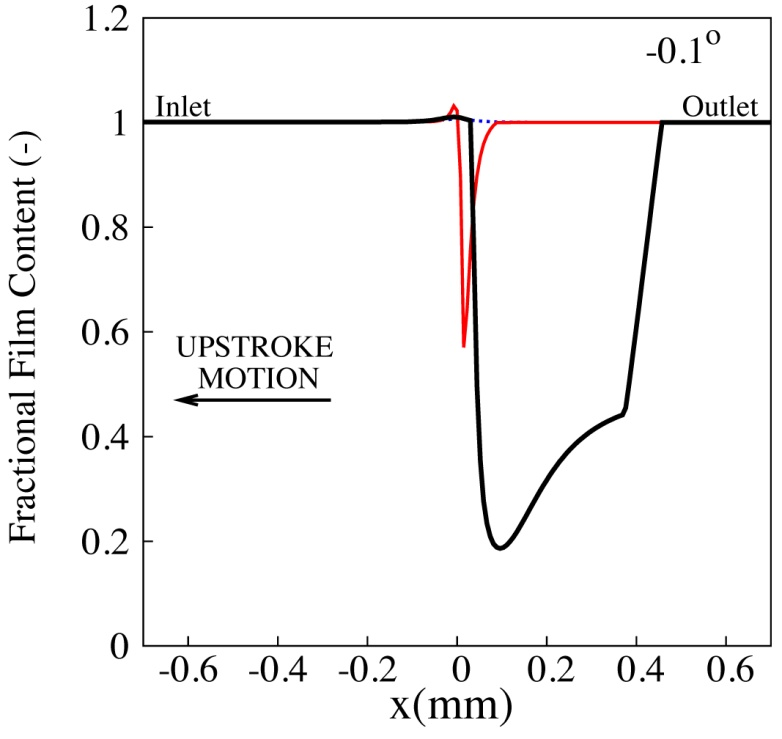 1.2
-0.1°
Inlet
Outlet
1
0.8
0.6
0.4
0.2
0
Fractional Film Content (-)
UPSTROKE
MOTION
-0.6 -0.4 -0.2 0 0.2 0.4 0.6
x(mm)